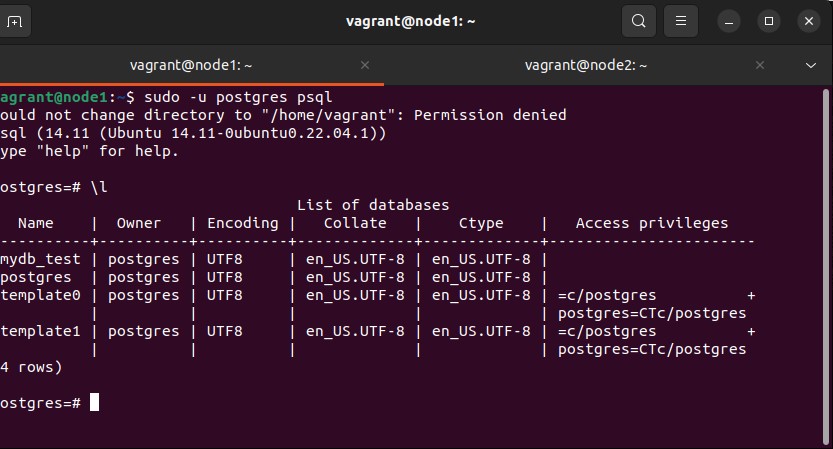 vagrant@node1: ~
vagrant@node1: ~ × vagrant@node2: ~ ×
agrant@node1:~$ sudo -u postgres psql
ould not change directory to "/home/vagrant": Permission denied
sql (14.11 (Ubuntu 14.11-0ubuntu0.22.04.1))
ype "help" for help.
ostgres=# \l
                                 List of databases
  Name    |  Owner   | Encoding |   Collate   |    Ctype    |   Access privileges
----------+----------+----------+-------------+-------------+-----------------------
mydb_test | postgres | UTF8     | en_US.UTF-8 | en_US.UTF-8 |
postgres  | postgres | UTF8     | en_US.UTF-8 | en_US.UTF-8 |
template0 | postgres | UTF8     | en_US.UTF-8 | en_US.UTF-8 | =c/postgres          +
          |          |          |             |             | postgres=CTc/postgres
template1 | postgres | UTF8     | en_US.UTF-8 | en_US.UTF-8 | =c/postgres          +
          |          |          |             |             | postgres=CTc/postgres
4 rows)
ostgres=#